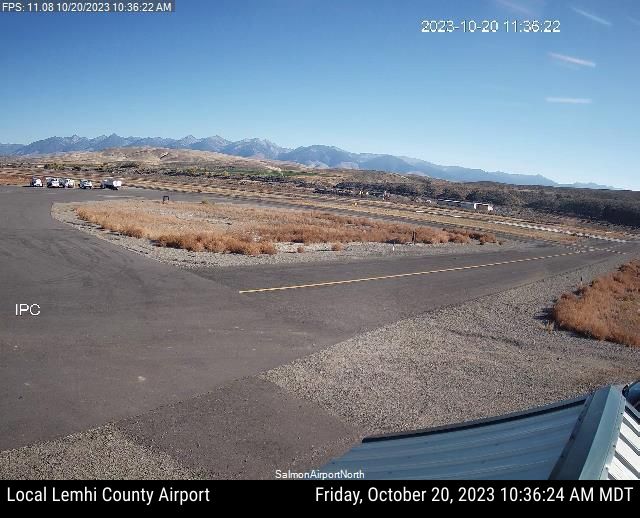 FPS: 11.08 10/20/2023 10:36:22 AM
2023-10-20 11:36:22
IPC
SalmonAirportNorth
Local Lemhi County Airport
Friday, October 20, 2023 10:36:24 AM MDT